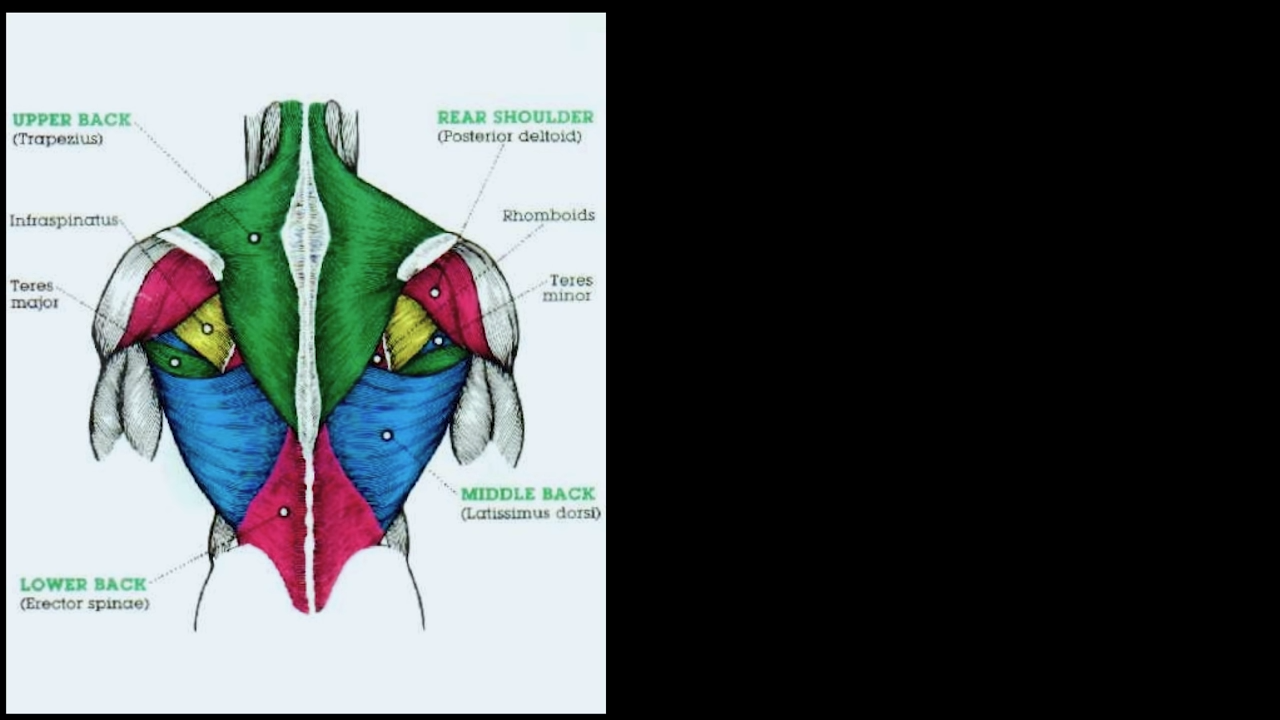 UPPER BACK
(Trapezius)
REAR SHOULDER
(Posterior deltoid)
Infraspinatus
Rhomboids
Teres
major
Teres
minor
MIDDLE BACK
(Latissimus dorsi)
LOWER BACK
(Erector spinae)